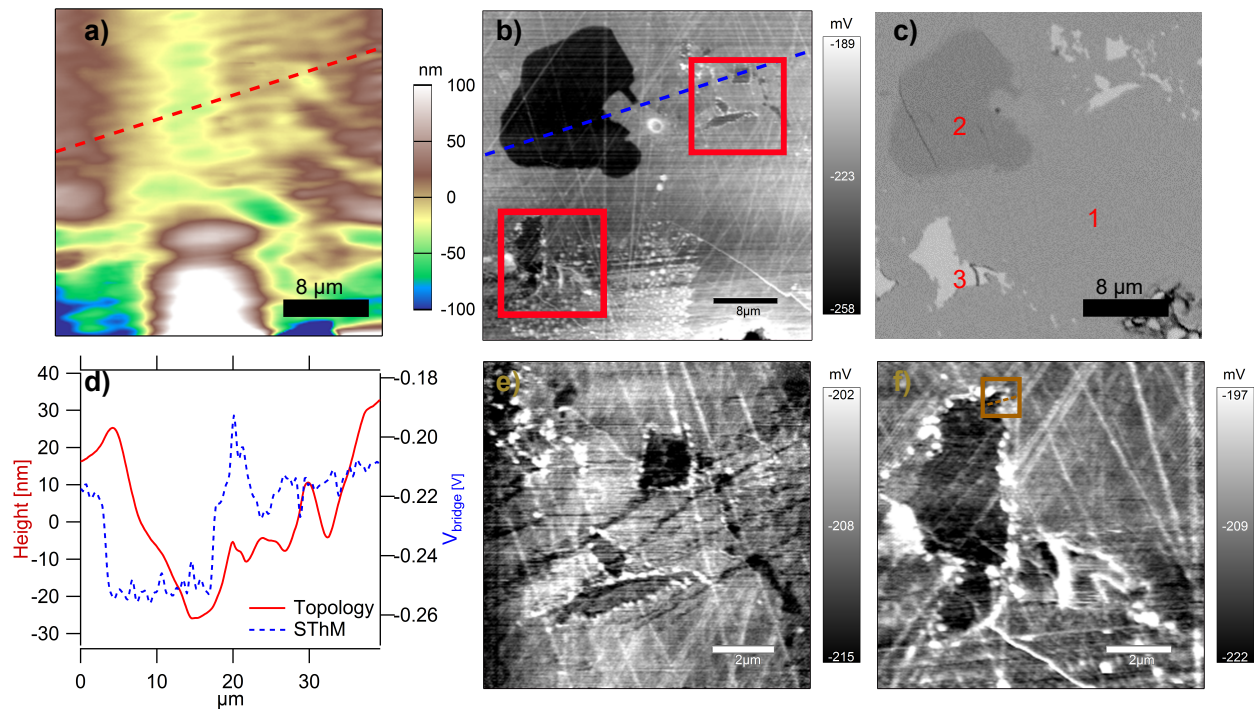 a)
8 µm
nm
100
50
0
-50
-100
b)
8µm
mV
-189
-223
-258
c)
2
1
3
8 µm
d)
Height [nm]
40
30
20
10
0
-10
-20
-30
-0.18
-0.20
-0.22
-0.24
-0.26
Vbridge [V]
Topology
SThM
0
10
20
30
µm
e)
2µm
mV
-202
-208
-215
f)
2µm
mV
-197
-209
-222